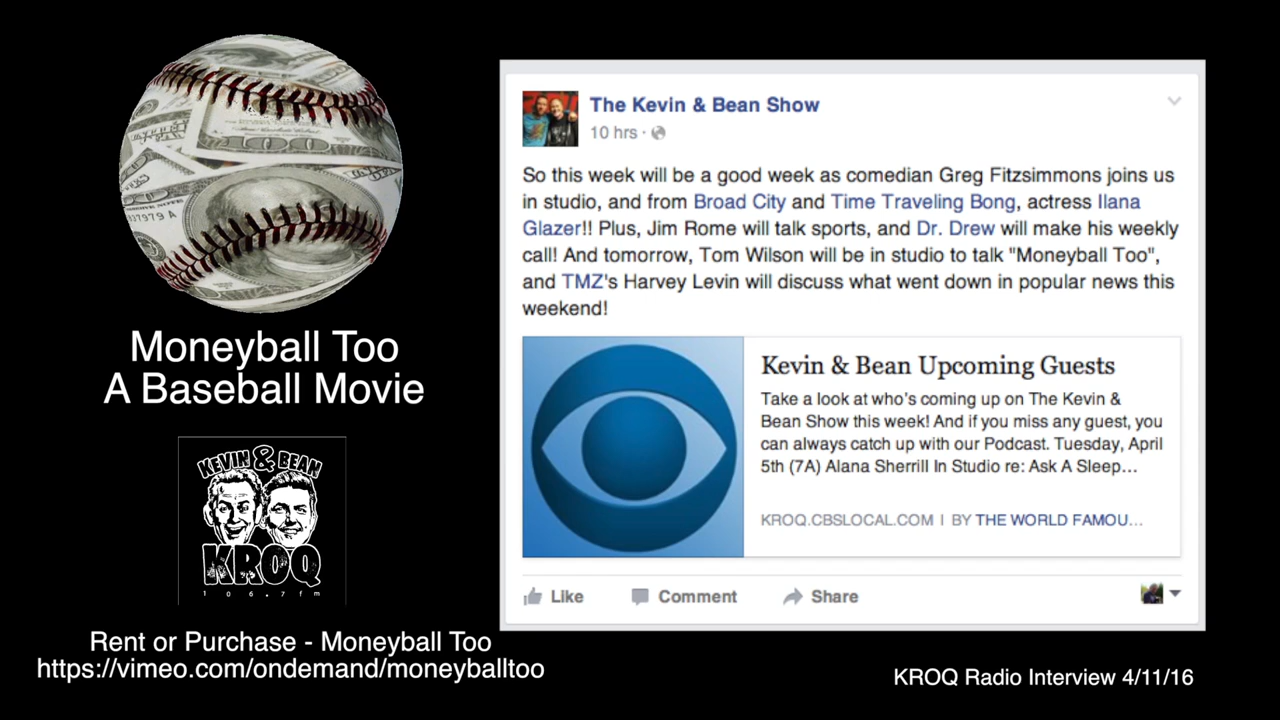 Moneyball Too
A Baseball Movie
KEVIN & BEAN
KROQ
106.7fm
Rent or Purchase - Moneyball Too
https://vimeo.com/ondemand/moneyballtoo
The Kevin & Bean Show
10 hrs ·
So this week will be a good week as comedian Greg Fitzsimmons joins us
in studio, and from Broad City and Time Traveling Bong, actress Ilana
Glazer!! Plus, Jim Rome will talk sports, and Dr. Drew will make his weekly
call! And tomorrow, Tom Wilson will be in studio to talk "Moneyball Too",
and TMZ's Harvey Levin will discuss what went down in popular news this
weekend!
Kevin & Bean Upcoming Guests
Take a look at who's coming up on The Kevin &
Bean Show this week! And if you miss any guest, you
can always catch up with our Podcast. Tuesday, April
5th (7A) Alana Sherrill In Studio re: Ask A Sleep...
KROQ.CBSLOCAL.COM | BY THE WORLD FAMOU...
Like Comment Share
KROQ Radio Interview 4/11/16